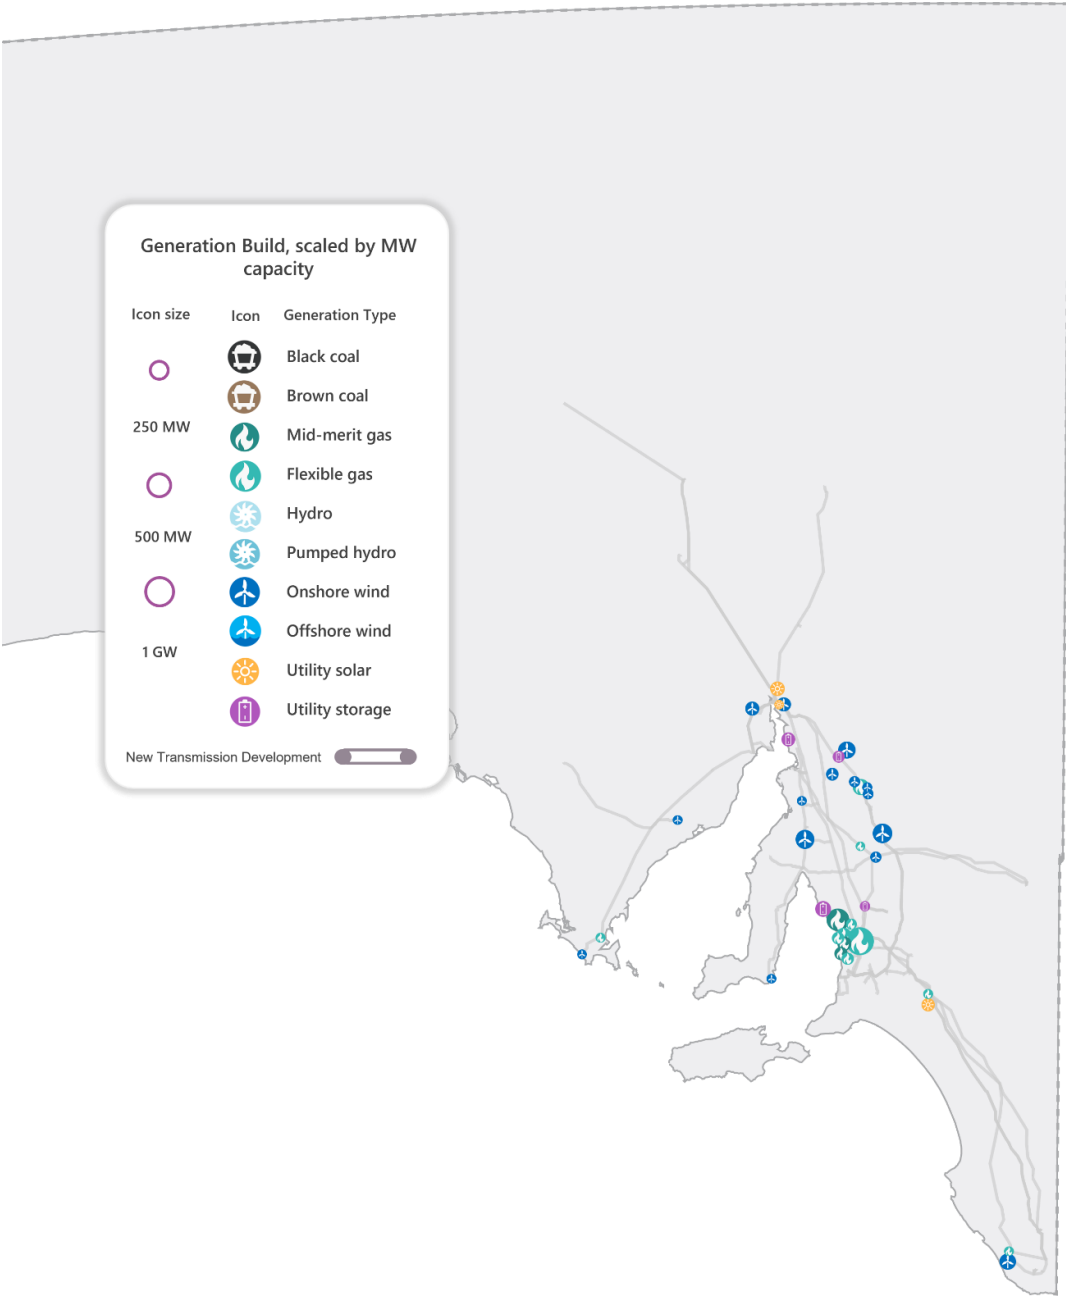 Generation Build, scaled by MW
capacity
Icon size
Icon
Generation Type
Black coal
Brown coal
250 MW
Mid-merit gas
Flexible gas
Hydro
500 MW
Pumped hydro
Onshore wind
Offshore wind
1 GW
Utility solar
Utility storage
New Transmission Development